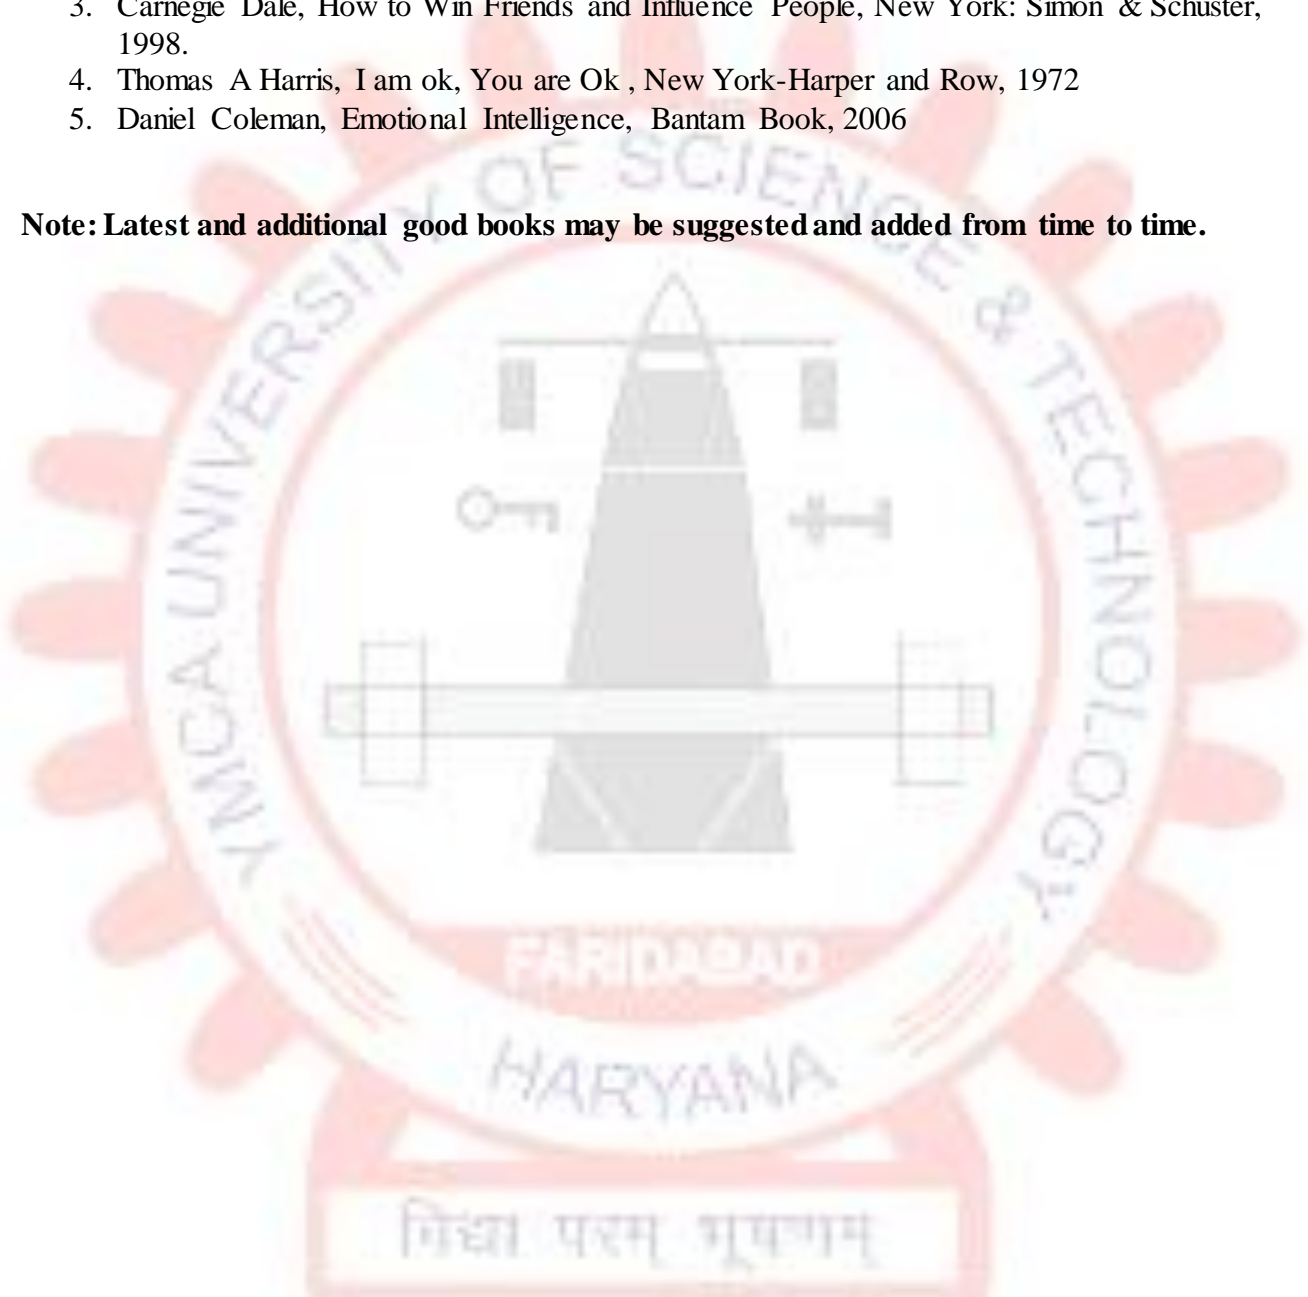 3. Carnegie Dale, How to Win Friends and Influence People, New York: Simon & Schuster,
1998.
4. Thomas A Harris, I am ok, You are Ok , New York-Harper and Row, 1972
5. Daniel Coleman, Emotional Intelligence, Bantam Book, 2006
Note: Latest and additional good books may be suggested and added from time to time.
YMCA UNIVERSITY OF SCIENCE & TECHNOLOGY
FARIDABAD
HARYANA
परम् भूषणम्